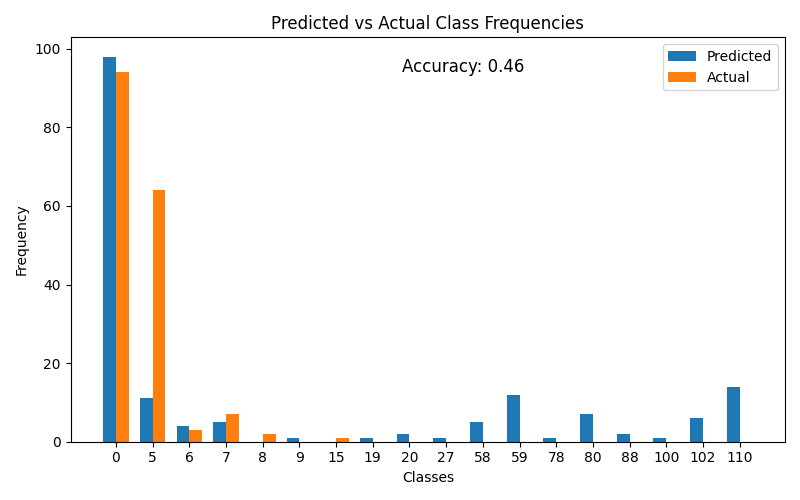 Predicted vs Actual Class Frequencies
Accuracy: 0.46
Predicted
Actual
100
80
60
40
20
0
Frequency
0 5 6 7 8 9 15 19 20 27 58 59 78 80 88 100 102 110
Classes